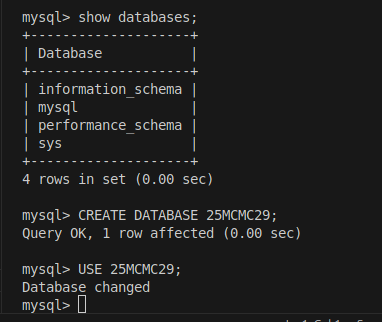 mysql> show databases;
+--------------------+
| Database           |
+--------------------+
| information_schema |
| mysql              |
| performance_schema |
| sys                |
+--------------------+
4 rows in set (0.00 sec)
mysql> CREATE DATABASE 25MCMC29;
Query OK, 1 row affected (0.00 sec)
mysql> USE 25MCMC29;
Database changed
mysql>